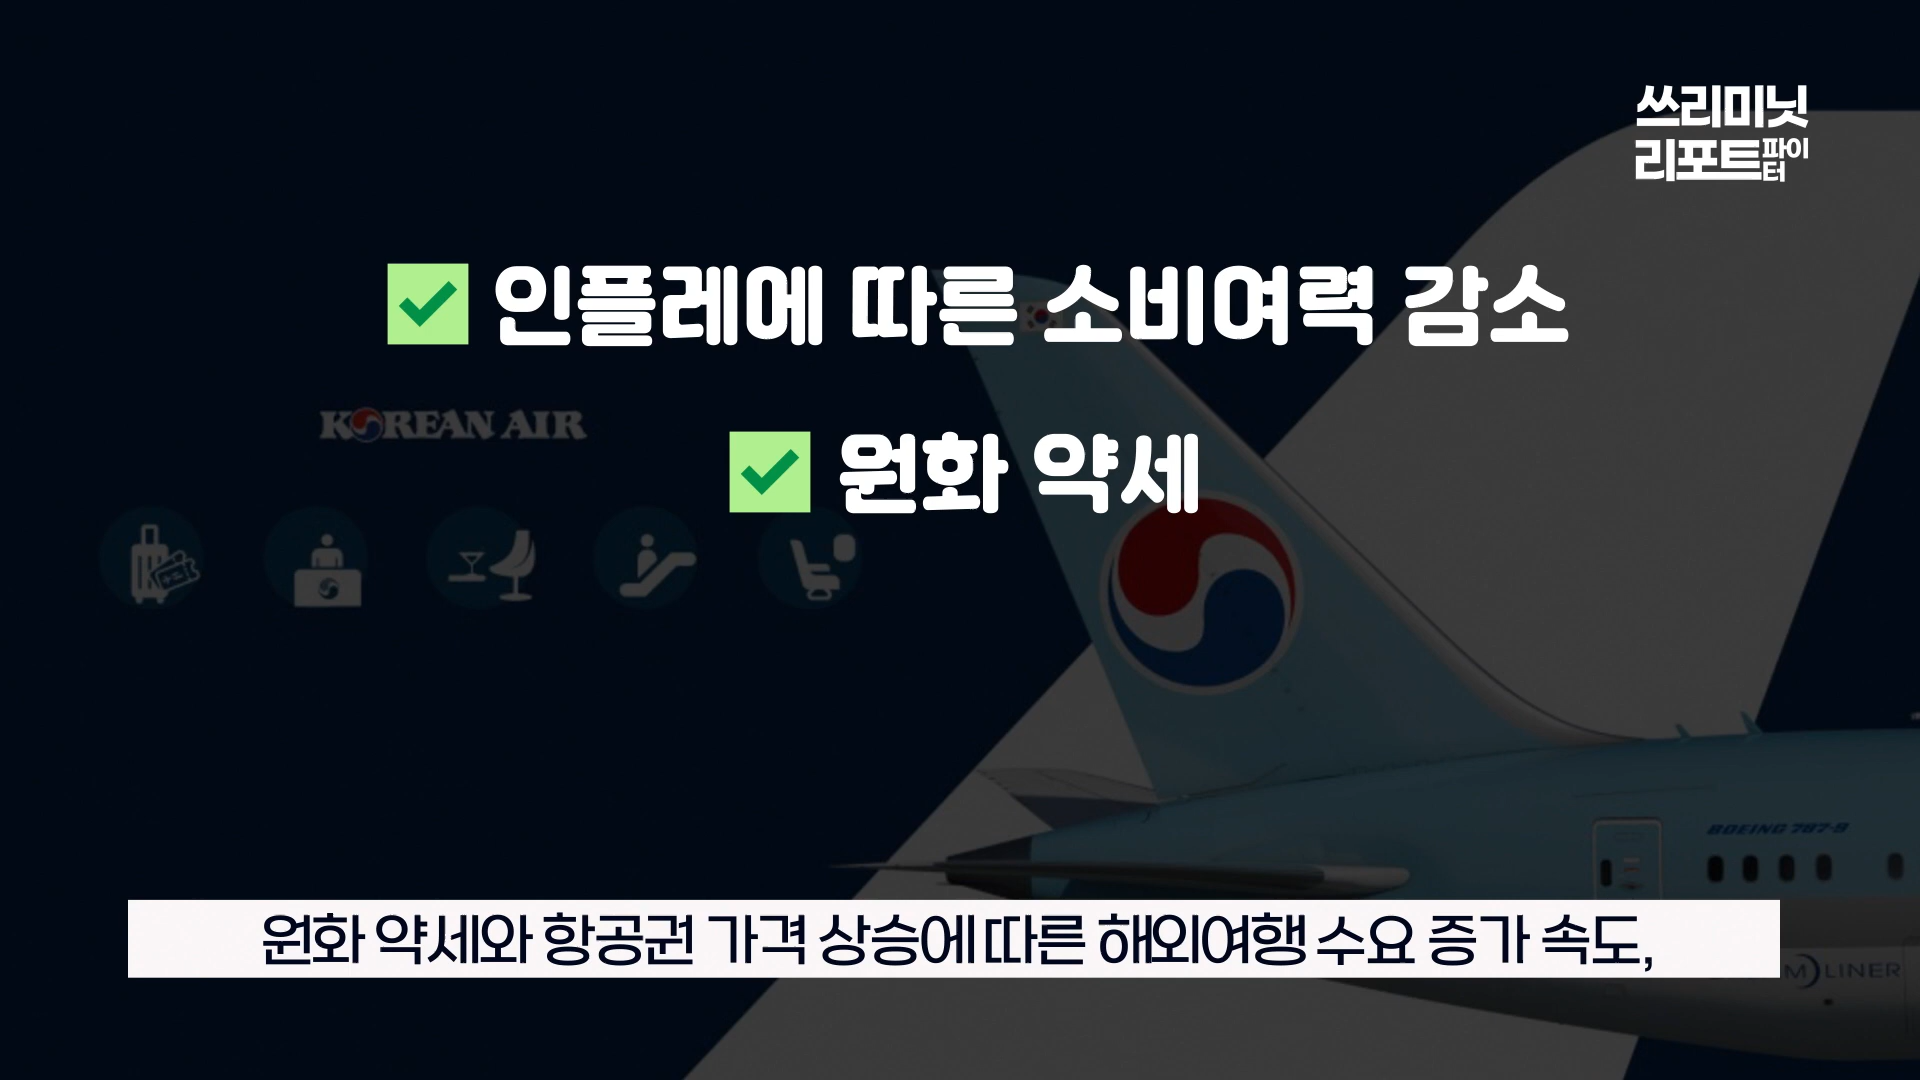 쓰리미닛
리포트파이터
인플레에 따른 소비여력 감소
KOREAN AIR
원화 약세
BOEING 787-9
원화 약세와 항공권 가격 상승에 따른 해외여행 수요 증가 속도,
LINER